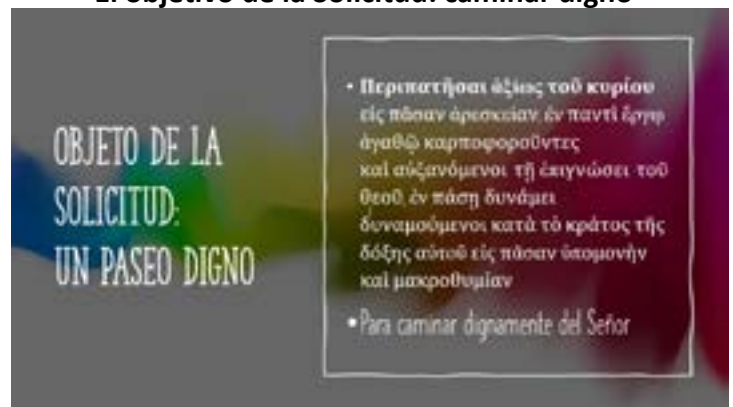 El objetivo de la solicitud: caminar digno
OBJETO DE LA
SOLICITUD:
UN PASEO DIGNO
• Περιπατῆσαι ἀξίως τοῦ κυρίου
εἰς πᾶσαν ἀρεσκείαν, ἐν παντὶ ἔργῳ
ἀγαθῷ καρποφοροῦντες
καὶ αὐξανόμενοι τῇ ἐπιγνώσει τοῦ
θεοῦ, ἐν πάσῃ δυνάμει
δυναμούμενοι κατὰ τὸ κράτος τῆς
δόξης αὐτοῦ εἰς πᾶσαν ὑπομονὴν
καὶ μακροθυμίαν
•Para caminar dignamente del Señor